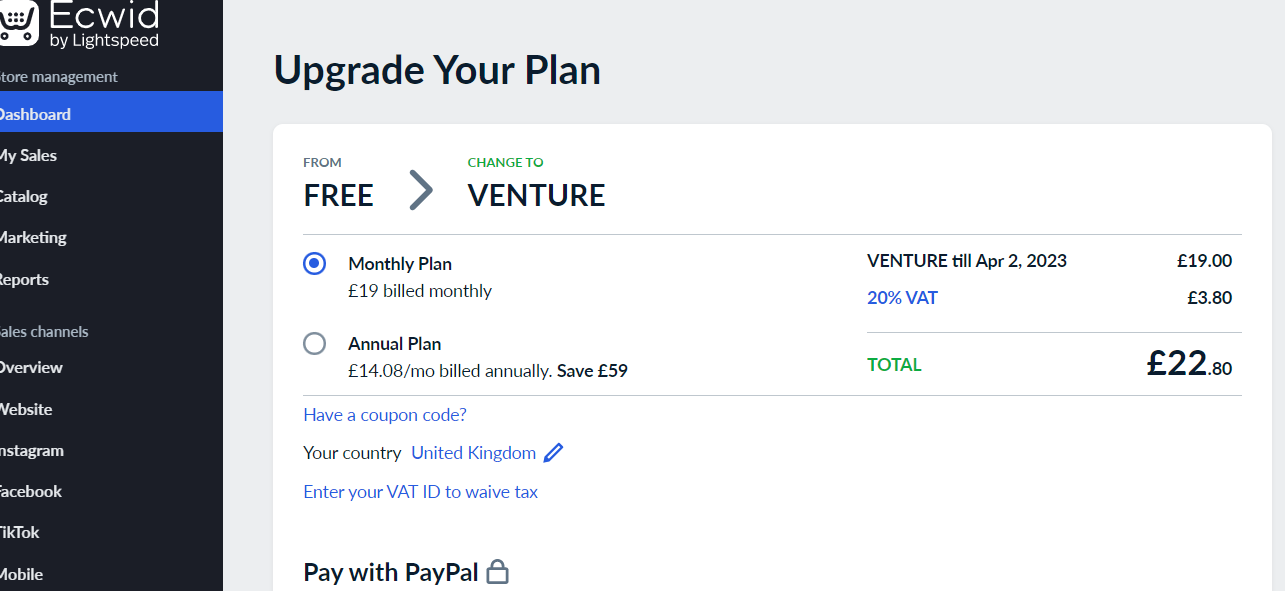 Ecwid
by Lightspeed
tore management
Dashboard
My Sales
Catalog
Marketing
Reports
ales channels
Overview
Website
nstagram
Facebook
TikTok
Mobile
Upgrade Your Plan
FROM
FREE
CHANGE TO
VENTURE
Monthly Plan
£19 billed monthly
Annual Plan
£14.08/mo billed annually. Save £59
VENTURE till Apr 2, 2023 £19.00
20% VAT £3.80
TOTAL £22.80
Have a coupon code?
Your country United Kingdom
Enter your VAT ID to waive tax
Pay with PayPal